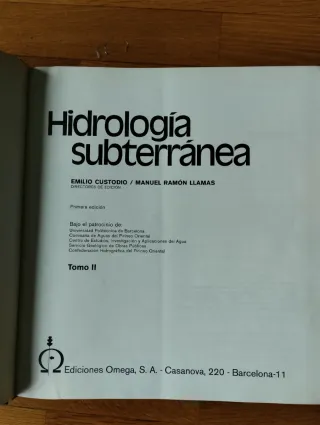 Hidrología
subterránea
EMILIO CUSTODIO / MANUEL RAMÓN LLAMAS
DIRECTORES DE EDICIÓN
Primera edición
Bajo el patrocinio de:
Universidad Politécnica de Barcelona
Comisaría de Aguas del Pirineo Oriental
Centro de Estudios, Investigación y Aplicaciones del Agua
Servicio Geológico de Obras Públicas
Confederación Hidrográfica del Pirineo Oriental
Tomo II
Ediciones Omega, S. A. - Casanova, 220 - Barcelona-11